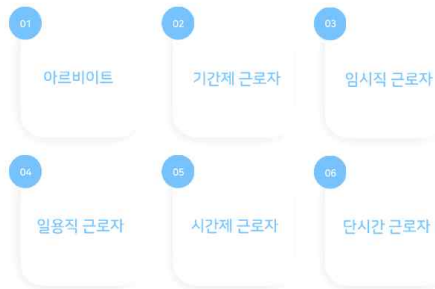 01
아르비이트
02
기간제 근로자
03
임시직 근로자
04
일용직 근로자
05
시간제 근로자
06
단시간 근로자